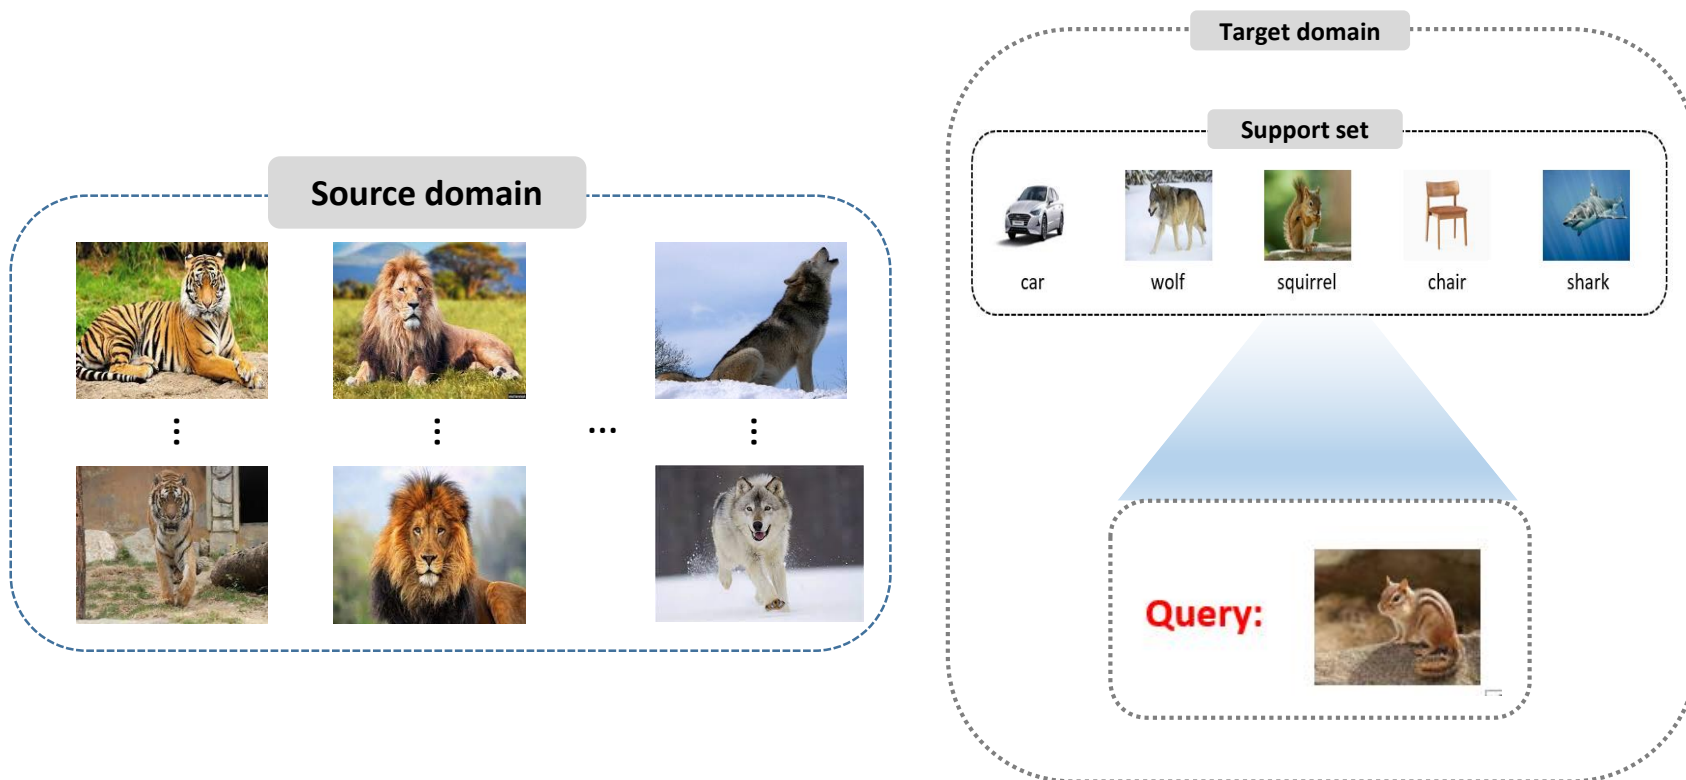 Target domain
Support set
Source domain
car
wolf
squirrel
chair
shark
...
Query: